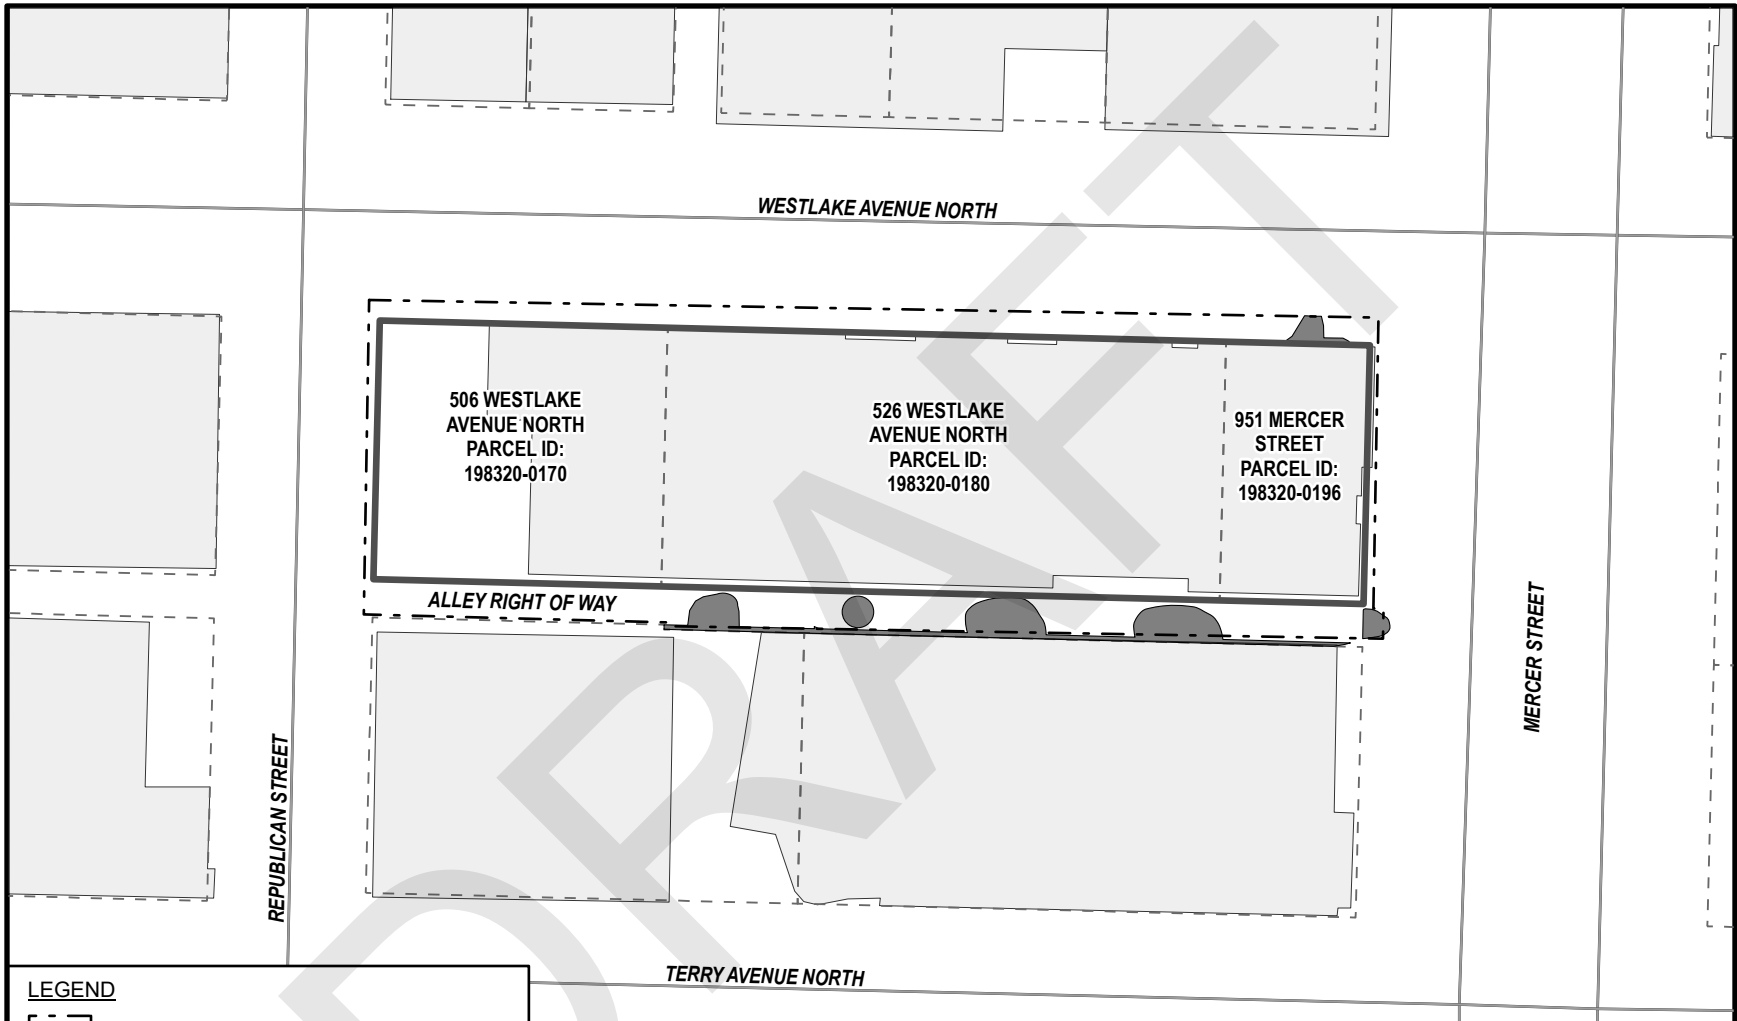 WESTLAKE AVENUE NORTH
506 WESTLAKE
AVENUE NORTH
PARCEL ID:
198320-0170
526 WESTLAKE
AVENUE NORTH
PARCEL ID:
198320-0180
951 MERCER
STREET
PARCEL ID:
198320-0196
ALLEY RIGHT OF WAY
MERCER STREET
REPUBLICAN STREET
TERRY AVENUE NORTH
LEGEND
DRAFT